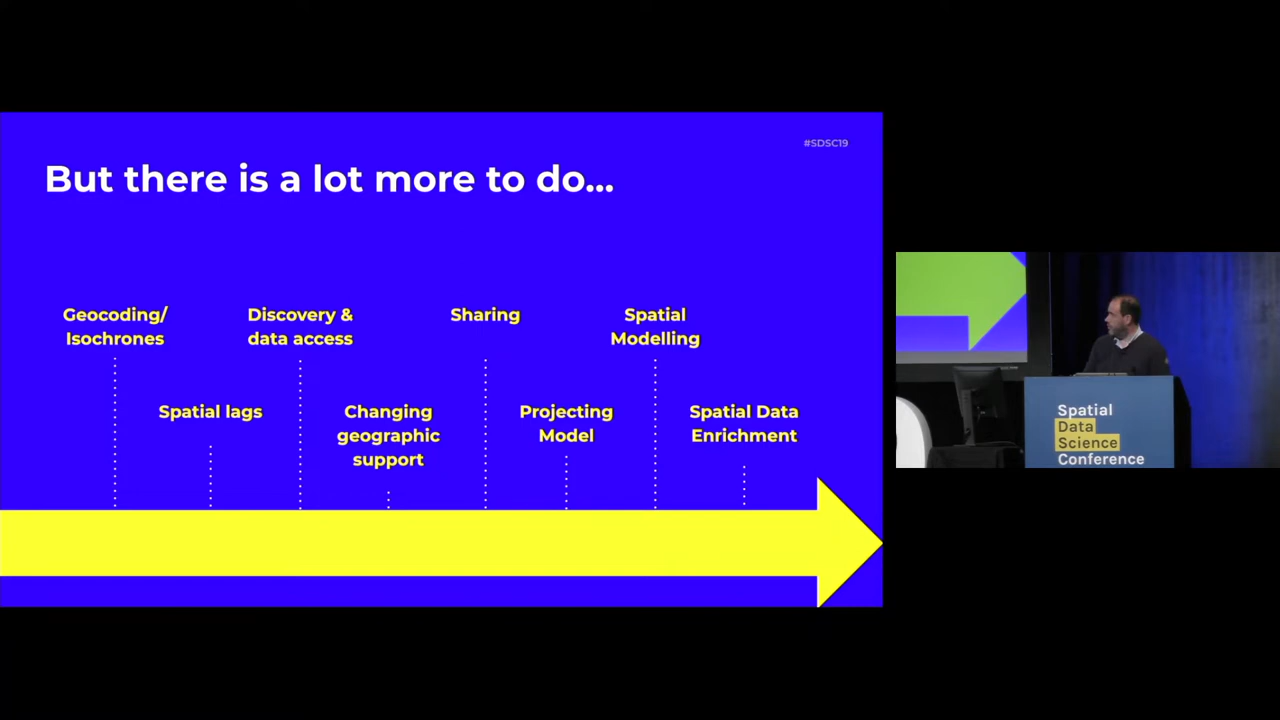 #SDSC19
But there is a lot more to do...
Geocoding/
Isochrones
Discovery &
data access
Sharing
Spatial
Modelling
Spatial lags
Changing
geographic
support
Projecting
Model
Spatial Data
Enrichment
Spatial
Data
Science
Conference